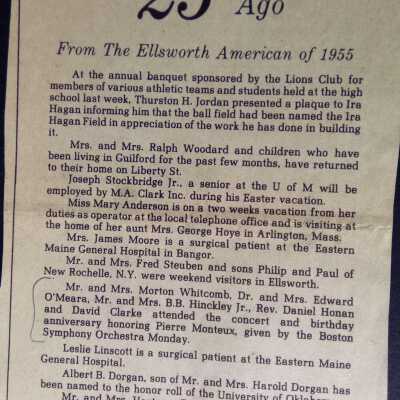 25
Ago
From The Ellsworth American of 1955
At the annual banquet sponsored by the Lions Club for
members of various athletic teams and students held at the high
school last week, Thurston H. Jordan presented a plaque to Ira
Hagan informing him that the ball field had been named the Ira
Hagan Field in appreciation of the work he has done in building
it.
Mrs. and Mrs. Ralph Woodard and children who have
been living in Guilford for the past few months, have returned
to their home on Liberty St.
Joseph Stockbridge Jr., a senior at the U of M will be
employed by M.A. Clark Inc. during his Easter vacation.
Miss Mary Anderson is on a two weeks vacation from her
duties as operator at the local telephone office and is visiting at
the home of her aunt Mrs. George Hoye in Arlington, Mass.
Mrs. James Moore is a surgical patient at the Eastern
Maine General Hospital in Bangor.
Mr. and Mrs. Fred Steuben and sons Philip and Paul of
New Rochelle, N.Y. were weekend visitors in Ellsworth.
Mr. and Mrs. Morton Whitcomb, Dr. and Mrs. Edward
O'Meara, Mr. and Mrs. B.B. Hinckley Jr., Rev. Daniel Honan
and David Clarke attended the concert and birthday
anniversary honoring Pierre Monteux, given by the Boston
Symphony Orchestra Monday.
Leslie Linscott is a surgical patient at the Eastern Maine
General Hospital.
Albert B. Dorgan, son of Mr. and Mrs. Harold Dorgan has
been named to the honor roll of the University of Oklahoma
Mr. and Mrs.